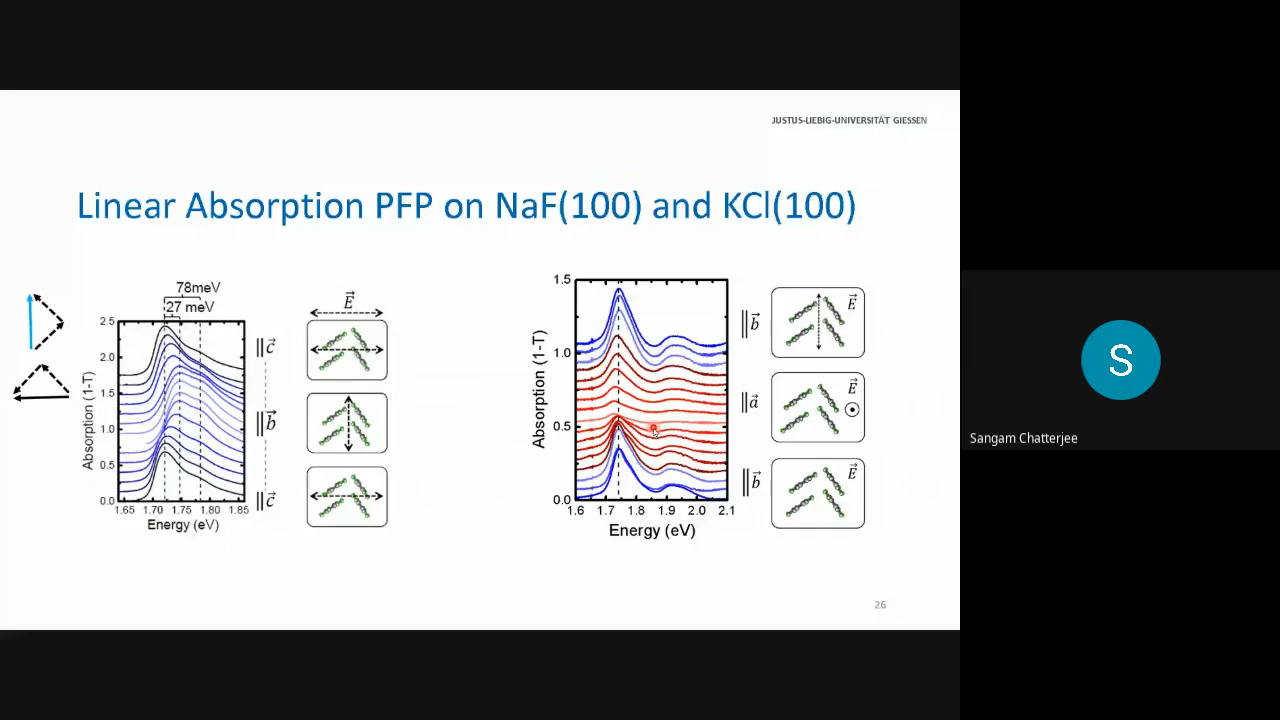 JUSTUS-LIEBIG-UNIVERSITÄT GIESSEN
Linear Absorption PFP on NaF(100) and KCl(100)
78meV
27 meV
2.5
2.0
1.5
1.0
0.5
0.0
Absorption (1-T)
1.65 1.70 1.75 1.80 1.85
Energy (eV)
∥c⃗
∥b⃗
∥c⃗
E⃗
1.5
1.0
0.5
0.0
Absorption (1-T)
1.6 1.7 1.8 1.9 2.0 2.1
Energy (eV)
∥b⃗
∥a⃗
∥b⃗
E⃗
E⃗
E⃗
26
S
Sangam Chatterjee